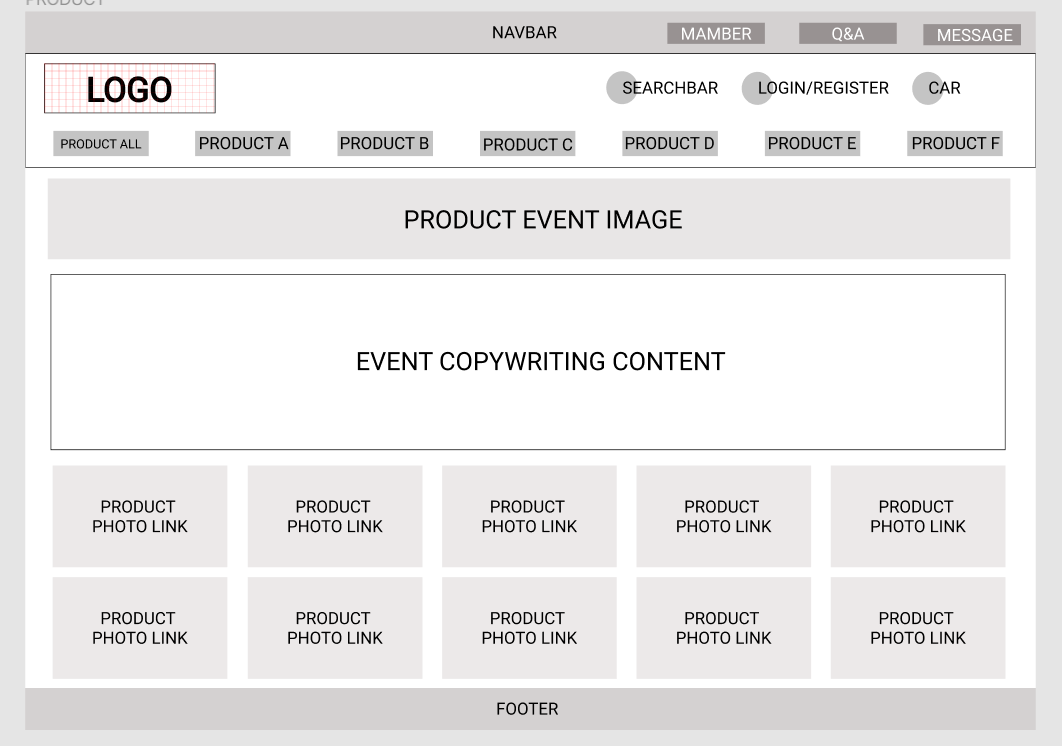 PRODUCT
NAVBAR
MAMBER
Q&A
MESSAGE
LOGO
SEARCHBAR
LOGIN/REGISTER
CAR
PRODUCT ALL
PRODUCT A
PRODUCT B
PRODUCT C
PRODUCT D
PRODUCT E
PRODUCT F
PRODUCT EVENT IMAGE
EVENT COPYWRITING CONTENT
PRODUCT
PHOTO LINK
PRODUCT
PHOTO LINK
PRODUCT
PHOTO LINK
PRODUCT
PHOTO LINK
PRODUCT
PHOTO LINK
PRODUCT
PHOTO LINK
PRODUCT
PHOTO LINK
PRODUCT
PHOTO LINK
PRODUCT
PHOTO LINK
PRODUCT
PHOTO LINK
FOOTER